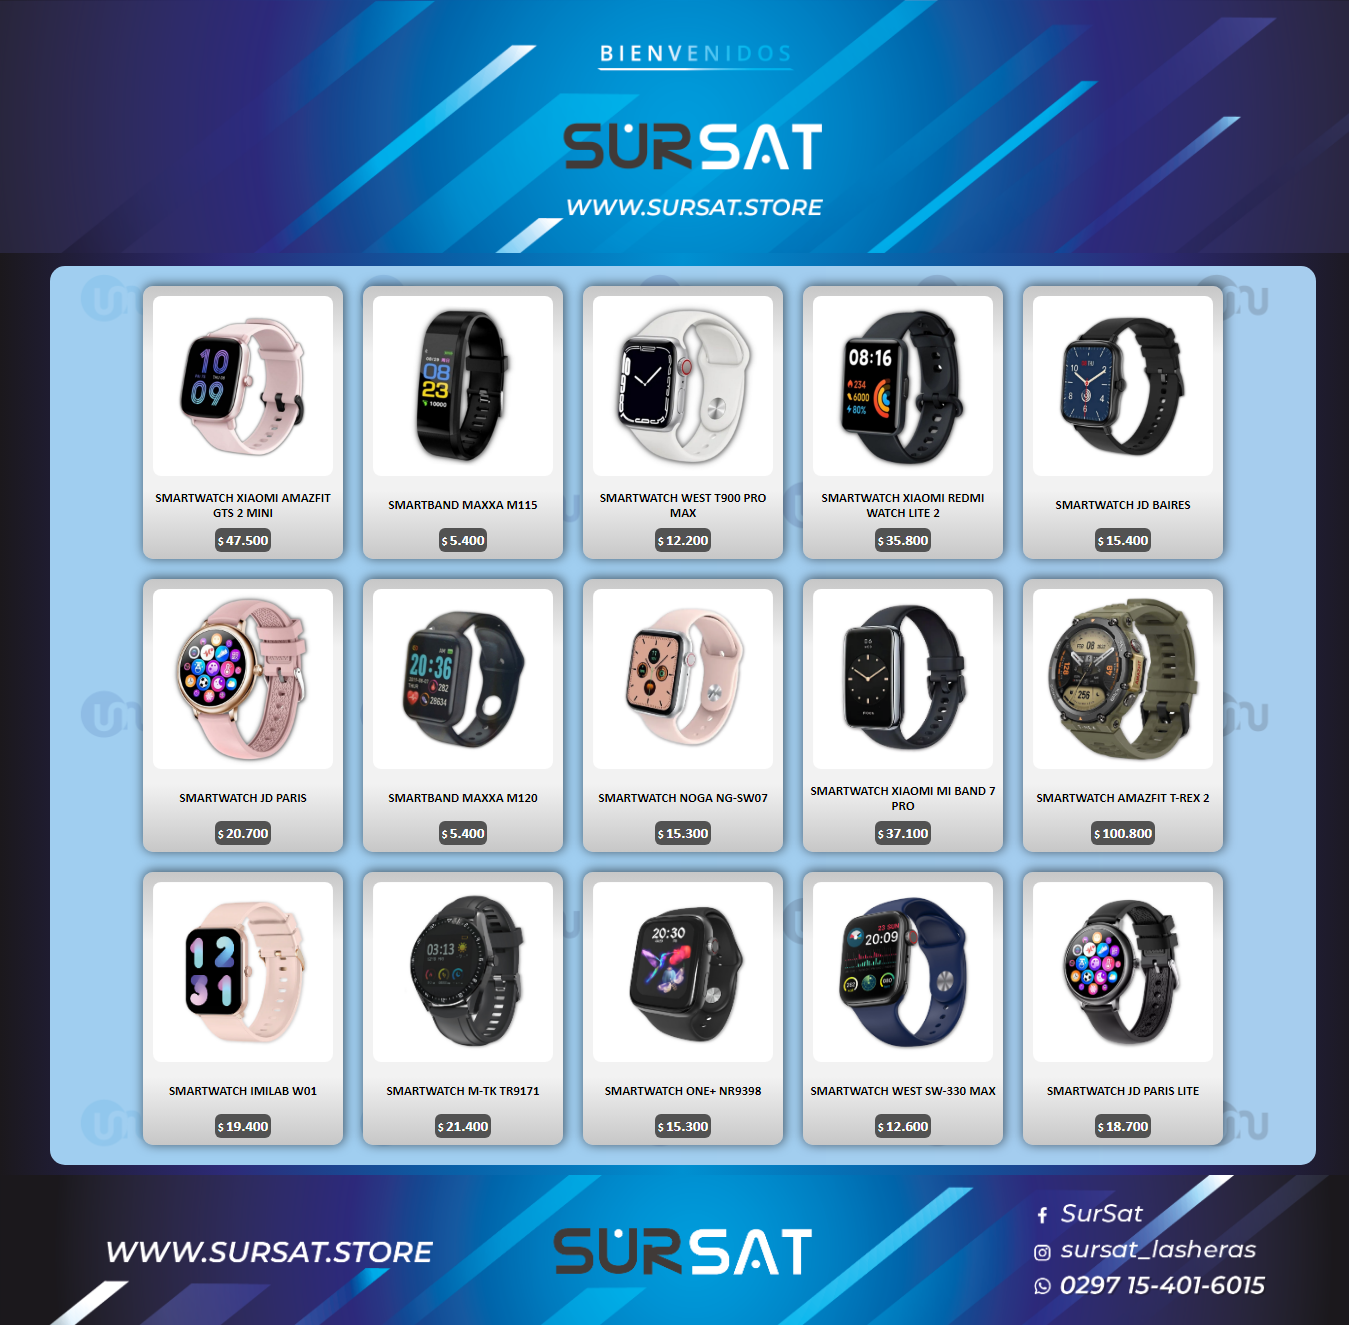 BIENVENIDOS
SURSAT
WWW.SURSAT.STORE
SMARTWATCH XIAOMI AMAZFIT
GTS 2 MINI
$ 47.500
SMARTBAND MAXXA M115
$ 5.400
SMARTWATCH WEST T900 PRO
MAX
$ 12.200
SMARTWATCH XIAOMI REDMI
WATCH LITE 2
$ 35.800
SMARTWATCH JD BAIRES
$ 15.400
SMARTWATCH JD PARIS
$ 20.700
SMARTBAND MAXXA M120
$ 5.400
SMARTWATCH NOGA NG-SW07
$ 15.300
SMARTWATCH XIAOMI MI BAND 7
PRO
$ 37.100
SMARTWATCH AMAZFIT T-REX 2
$ 100.800
SMARTWATCH IMILAB W01
$ 19.400
SMARTWATCH M-TK TR9171
$ 21.400
SMARTWATCH ONE+ NR9398
$ 15.300
SMARTWATCH WEST SW-330 MAX
$ 12.600
SMARTWATCH JD PARIS LITE
$ 18.700
WWW.SURSAT.STORE
SURSAT
SurSat
sursat_lasheras
0297 15-401-6015